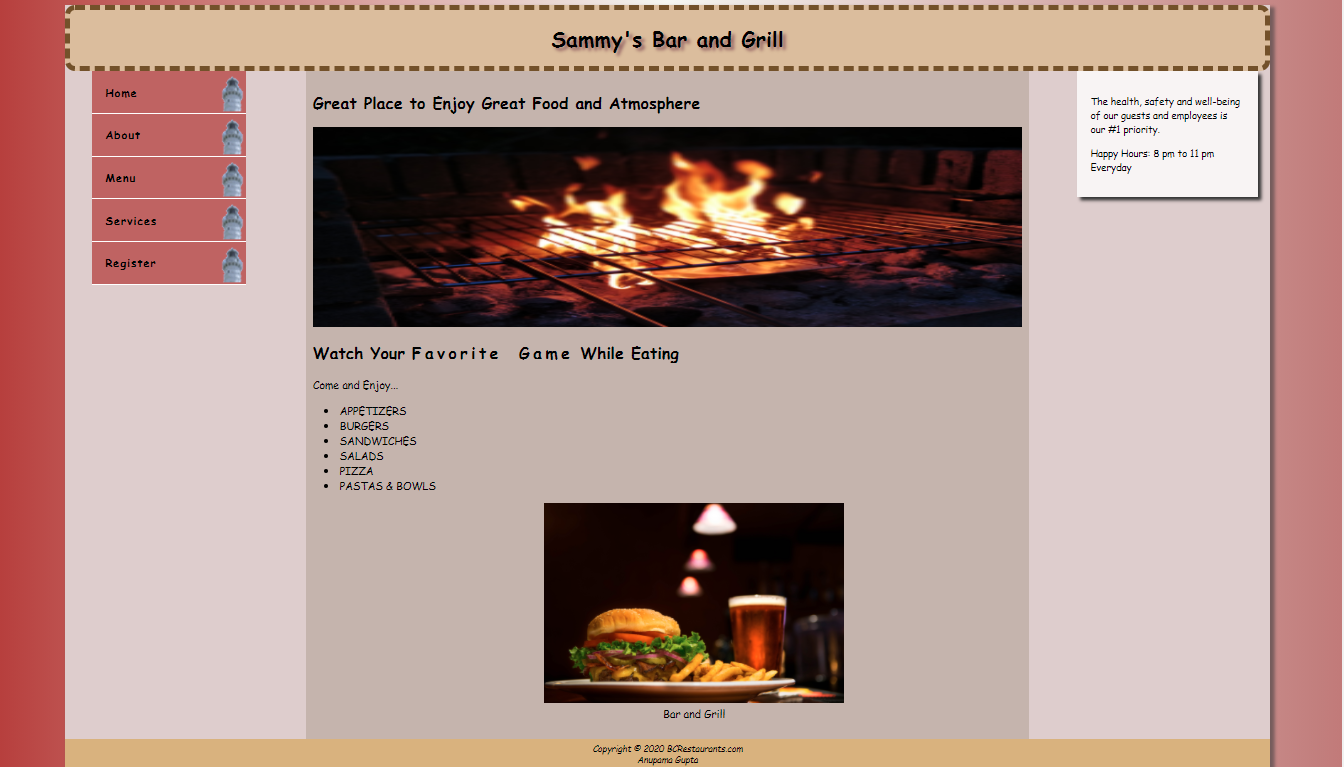 Sammy's Bar and Grill
Home
About
Menu
Services
Register
Great Place to Enjoy Great Food and Atmosphere
Watch Your Favorite Game While Eating
Come and Enjoy...
• APPETIZERS
• BURGERS
• SANDWICHES
• SALADS
• PIZZA
• PASTAS & BOWLS
Bar and Grill
The health, safety and well-being
of our guests and employees is
our #1 priority.
Happy Hours: 8 pm to 11 pm
Everyday
Copyright © 2020 BCRestaurants.com
Anupama Gupta